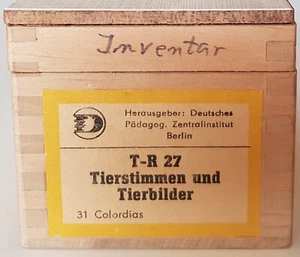 Inventar
Herausgeber: Deutsches
Pädagog. Zentralinstitut
Berlin
T-R 27
Tierstimmen und
Tierbilder
31 Colordias